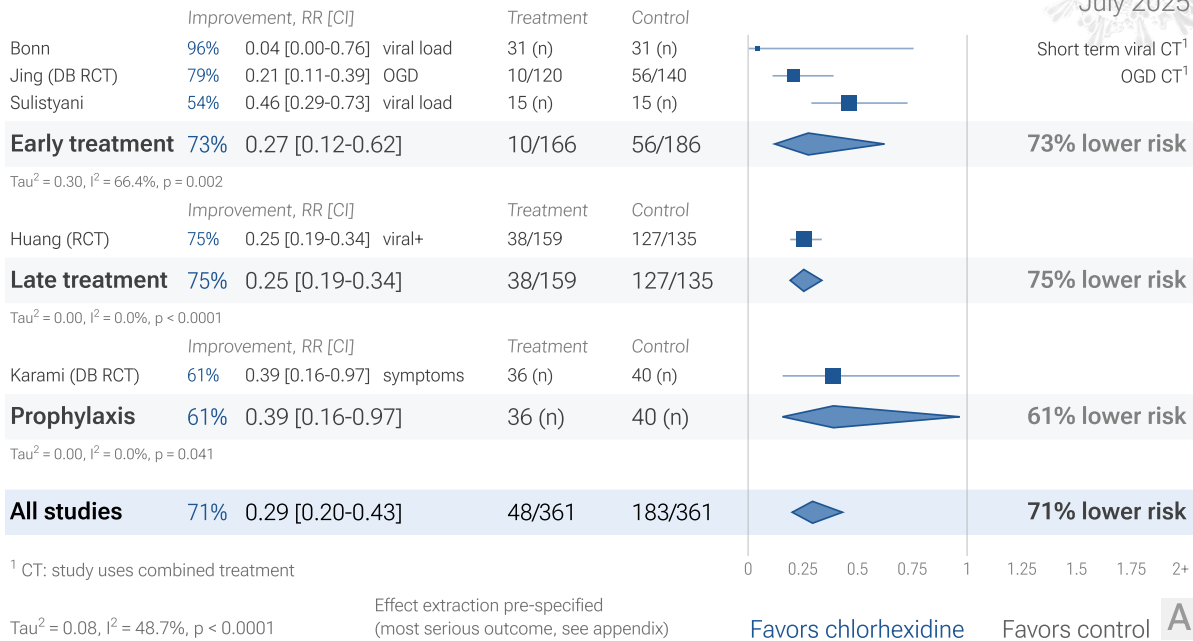 July 2025
Improvement, RR [CI] Treatment Control
Bonn 96% 0.04 [0.00-0.76] viral load 31 (n) 31 (n) Short term viral CT¹
Jing (DB RCT) 79% 0.21 [0.11-0.39] OGD 10/120 56/140 OGD CT¹
Sulistyani 54% 0.46 [0.29-0.73] viral load 15 (n) 15 (n)
Early treatment 73% 0.27 [0.12-0.62] 10/166 56/186 73% lower risk
Tau² = 0.30, I² = 66.4%, p = 0.002
Improvement, RR [CI] Treatment Control
Huang (RCT) 75% 0.25 [0.19-0.34] viral+ 38/159 127/135
Late treatment 75% 0.25 [0.19-0.34] 38/159 127/135 75% lower risk
Tau² = 0.00, I² = 0.0%, p < 0.0001
Improvement, RR [CI] Treatment Control
Karami (DB RCT) 61% 0.39 [0.16-0.97] symptoms 36 (n) 40 (n)
Prophylaxis 61% 0.39 [0.16-0.97] 36 (n) 40 (n) 61% lower risk
Tau² = 0.00, I² = 0.0%, p = 0.041
All studies 71% 0.29 [0.20-0.43] 48/361 183/361 71% lower risk
¹ CT: study uses combined treatment 0 0.25 0.5 0.75 1 1.25 1.5 1.75 2+
Effect extraction pre-specified
Tau² = 0.08, I² = 48.7%, p < 0.0001 (most serious outcome, see appendix) Favors chlorhexidine Favors control A